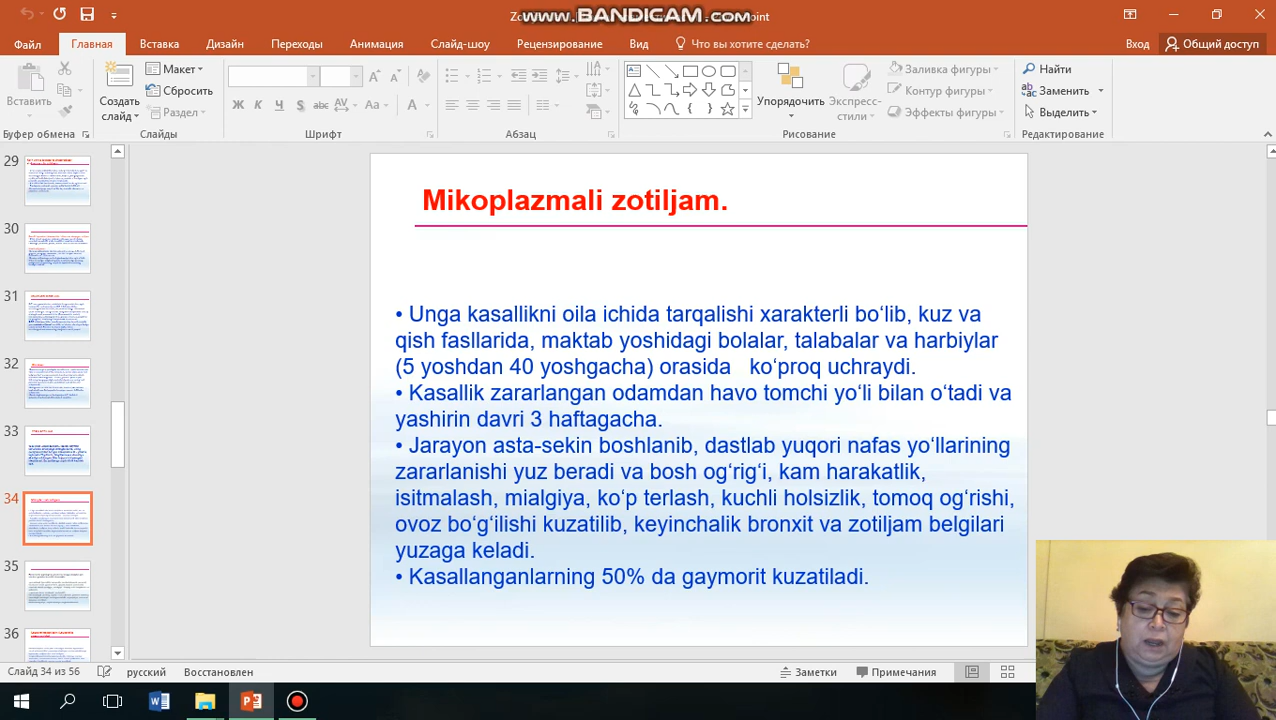 Zo
www.BANDICAM.com
point
Файл Главная Вставка Дизайн Переходы Анимация Слайд-шоу Рецензирование Вид Что вы хотите сделать? Вход Общий доступ
Вставить
Создать слайд
Макет
Сбросить
Раздел
Ж К Ч S abc AV Aa А
Упорядочить
Экспресс-стили
Заливка фигуры
Контур фигуры
Эффекты фигуры
Найти
Заменить
Выделить
Буфер обмена Слайды Шрифт Абзац Рисование Редактирование
29
30
31
32
33
34
35
36
Mikoplazmali zotiljam.
• Unga kasallikni oila ichida tarqalishi xarakterli bo‘lib, kuz va
qish fasllarida, maktab yoshidagi bolalar, talabalar va harbiylar
(5 yoshdan 40 yoshgacha) orasida ko‘proq uchraydi.
• Kasallik zararlangan odamdan havo tomchi yo‘li bilan o‘tadi va
yashirin davri 3 haftagacha.
• Jarayon asta-sekin boshlanib, dastlab yuqori nafas yo‘llarining
zararlanishi yuz beradi va bosh og‘rig‘i, kam harakatlik,
isitmalash, mialgiya, ko‘p terlash, kuchli holsizlik, tomoq og‘rishi,
ovoz bo‘g‘ilishi kuzatilib, keyinchalik bronxit va zotiljam belgilari
yuzaga keladi.
• Kasallanganlarning 50% da gaymorit kuzatiladi.
Слайд 34 из 56 русский Восстановлен Заметки Примечания